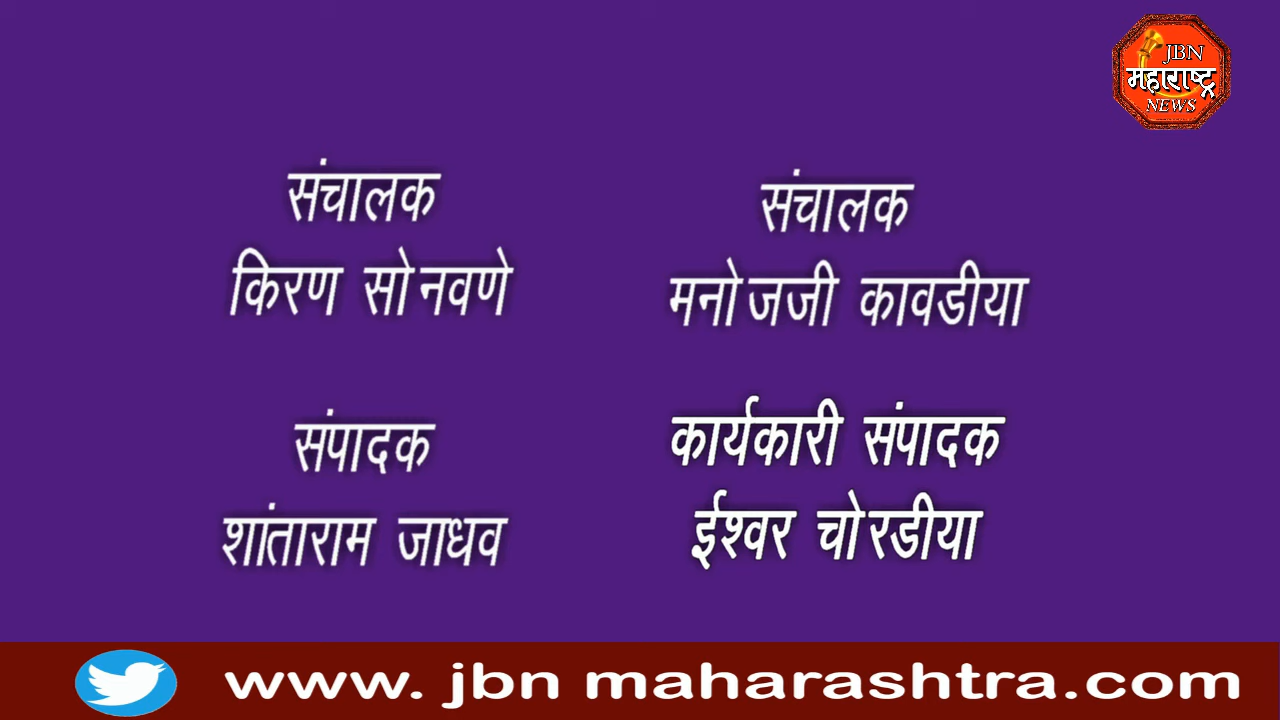 JBN
महाराष्ट्र
NEWS
संचालक
किरण सोनवणे
संचालक
मनोजजी कावडीया
संपादक
शांताराम जाधव
कार्यकारी संपादक
ईश्वर चोरडीया
www. jbn maharashtra.com